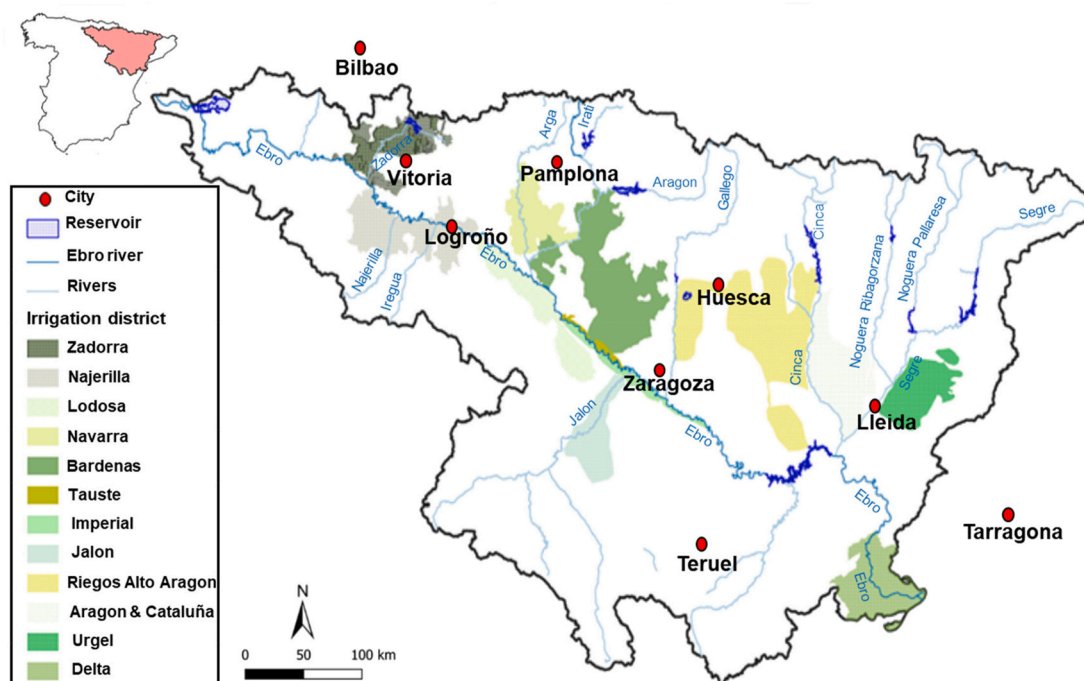 Bilbao
Arga
Irati
Ebro
Zadorra
Vitoria
Pamplona
Aragon
Gallego
Cinca
Noguera Ribagorzana
Noguera Pallaresa
Segre
Logroño
Najerilla
Iregua
Ebro
Huesca
Zaragoza
Cinca
Segre
Lleida
Jalon
Ebro
Ebro
Tarragona
Teruel
Ebro
City
Reservoir
Ebro river
Rivers
Irrigation district
Zadorra
Najerilla
Lodosa
Navarra
Bardenas
Tauste
Imperial
Jalon
Riegos Alto Aragon
Aragon & Cataluña
Urgel
Delta
N
0 50 100 km